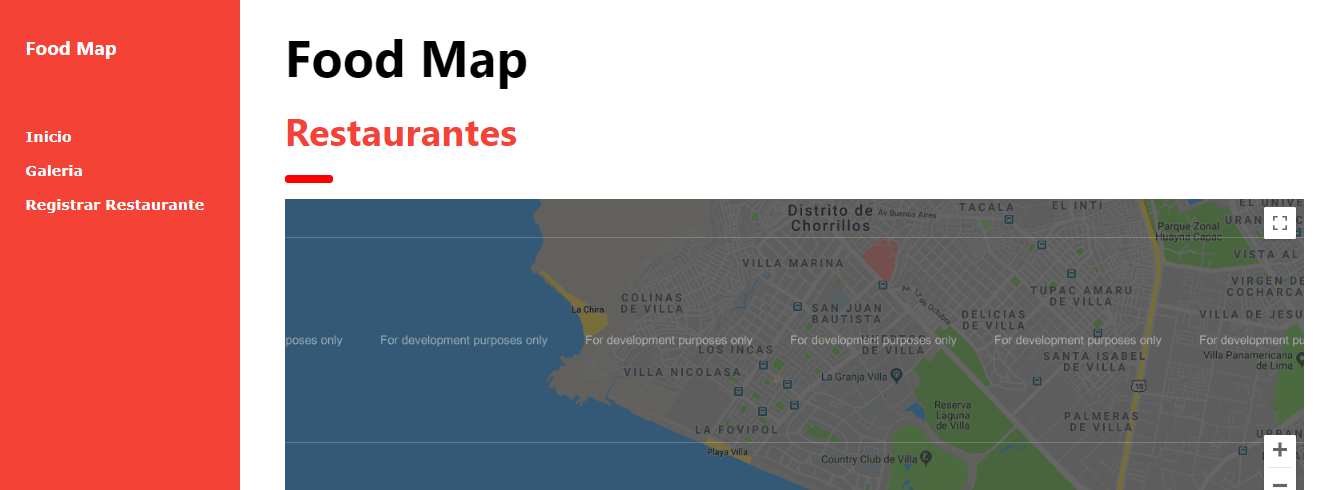 Food Map
Inicio
Galeria
Registrar Restaurante
Food Map
Restaurantes
Distrito de
Chorrillos
Av Buenos Aires
TACALA
EL INTI
Parque Zonal
Huayna Capac
VISTA AL
VILLA MARINA
VIRGEN DE
COCHARCA
COLINAS
DE VILLA
La Chira
Av. 12 de Octubre
TUPAC AMARU
DE VILLA
SAN JUAN
BAUTISTA
DELICIAS
DE VILLA
VILLA DE JESU
poses only
For development purposes only
For development purposes only
For development purposes only
For development purposes only
For development pu
HUERTOS
DE VILLA
LOS INCAS
SANTA ISABEL
DE VILLA
Villa Panamericana
de Lima
VILLA NICOLASA
La Granja Villa
Reserva
Laguna
de Villa
PALMERAS
DE VILLA
LA FOVIPOL
URBAN
DE
Playa Villa
Country Club de Villa